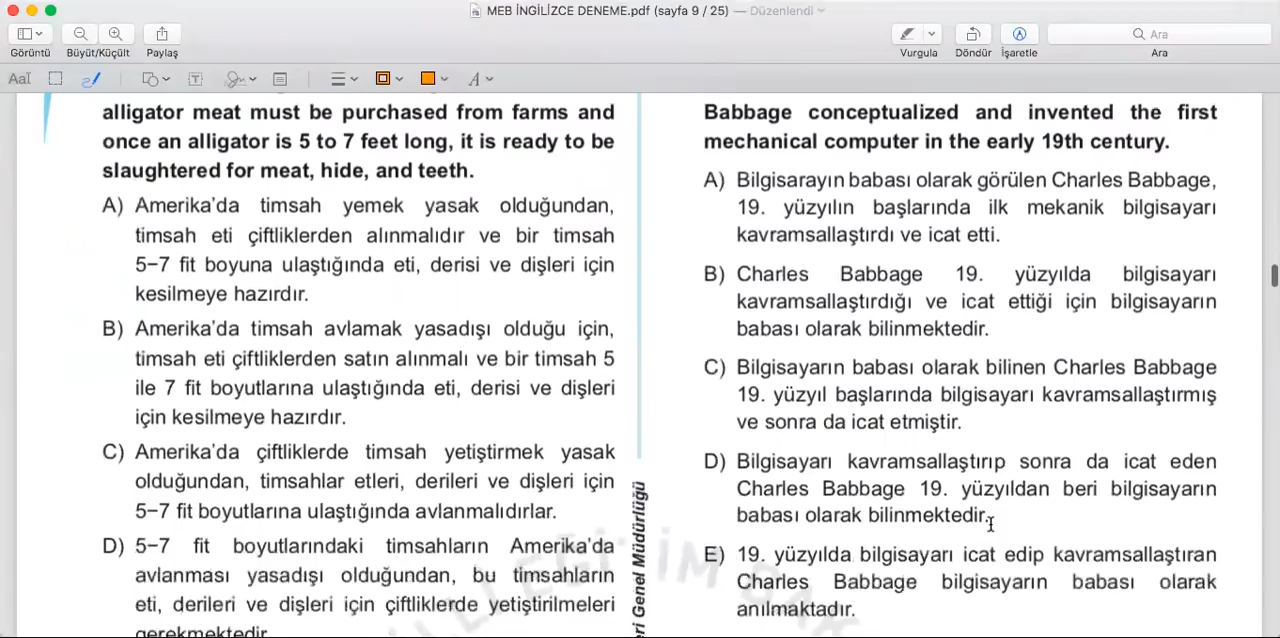 MEB İNGİLİZCE DENEME.pdf (sayfa 9 / 25) — Düzenlendi
Görüntü
Büyüt/Küçült
Paylaş
Vurgula
Döndür
İşaretle
Ara
Ara
AaI
T
A
alligator meat must be purchased from farms and
once an alligator is 5 to 7 feet long, it is ready to be
slaughtered for meat, hide, and teeth.
A) Amerika’da timsah yemek yasak olduğundan,
timsah eti çiftliklerden alınmalıdır ve bir timsah
5−7 fit boyuna ulaştığında eti, derisi ve dişleri için
kesilmeye hazırdır.
B) Amerika’da timsah avlamak yasadışı olduğu için,
timsah eti çiftliklerden satın alınmalı ve bir timsah 5
ile 7 fit boyutlarına ulaştığında eti, derisi ve dişleri
için kesilmeye hazırdır.
C) Amerika’da çiftliklerde timsah yetiştirmek yasak
olduğundan, timsahlar etleri, derileri ve dişleri için
5−7 fit boyutlarına ulaştığında avlanmalıdırlar.
D) 5−7 fit boyutlarındaki timsahların Amerika’da
avlanması yasadışı olduğundan, bu timsahların
eti, derileri ve dişleri için çiftliklerde yetiştirilmeleri
gerekmektedir
ri Genel Müdürlüğü
Babbage conceptualized and invented the first
mechanical computer in the early 19th century.
A) Bilgisarayın babası olarak görülen Charles Babbage,
19. yüzyılın başlarında ilk mekanik bilgisayarı
kavramsallaştırdı ve icat etti.
B) Charles Babbage 19. yüzyılda bilgisayarı
kavramsallaştırdığı ve icat ettiği için bilgisayarın
babası olarak bilinmektedir.
C) Bilgisayarın babası olarak bilinen Charles Babbage
19. yüzyıl başlarında bilgisayarı kavramsallaştırmış
ve sonra da icat etmiştir.
D) Bilgisayarı kavramsallaştırıp sonra da icat eden
Charles Babbage 19. yüzyıldan beri bilgisayarın
babası olarak bilinmektedir.
E) 19. yüzyılda bilgisayarı icat edip kavramsallaştıran
Charles Babbage bilgisayarın babası olarak
anılmaktadır.